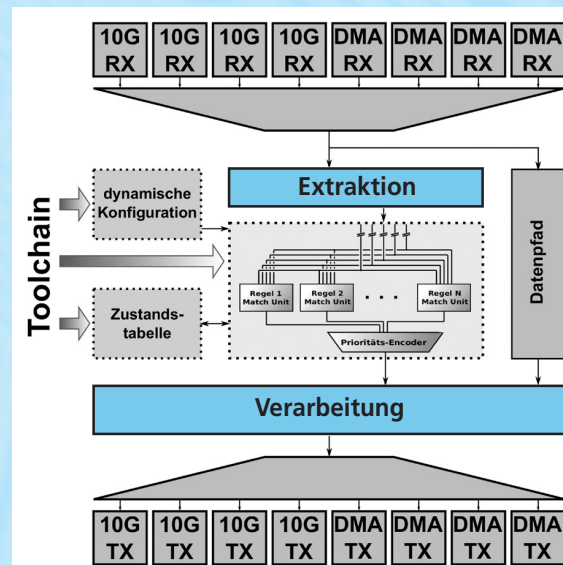 10G 10G 10G 10G DMA DMA DMA DMA
RX RX RX RX RX RX RX RX
Toolchain
dynamische
Konfiguration
Extraktion
Zustands-
tabelle
Regel 1
Match Unit
Regel 2
Match Unit
. . .
Regel N
Match Unit
Prioritäts-Encoder
Datenpfad
Verarbeitung
10G 10G 10G 10G DMA DMA DMA DMA
TX TX TX TX TX TX TX TX